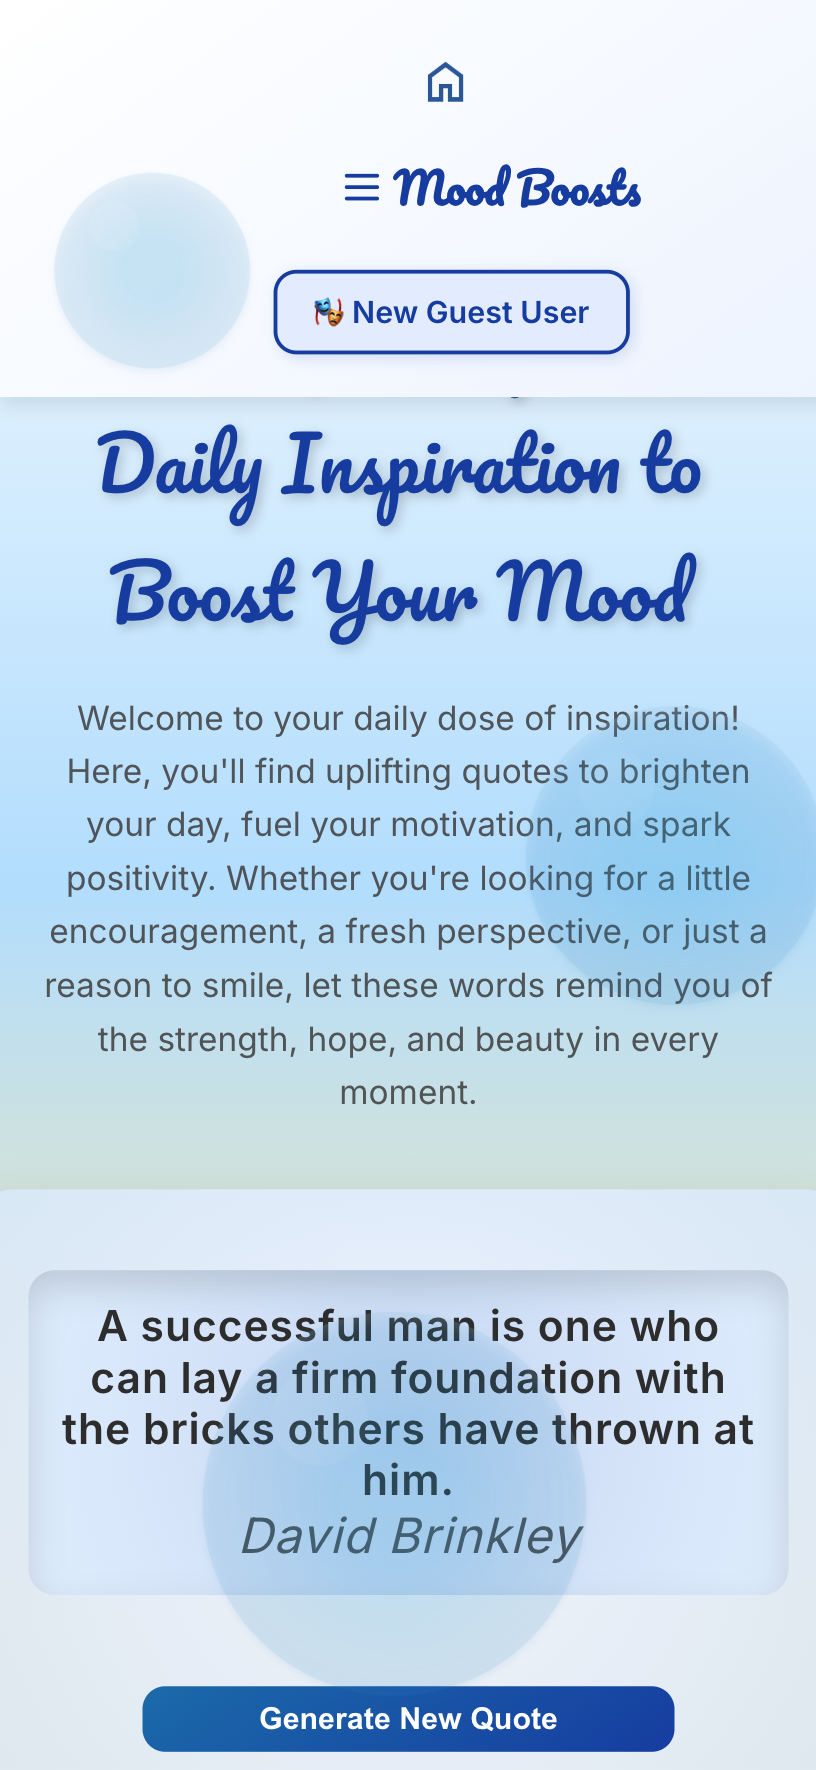 Mood Boosts
New Guest User
Daily Inspiration to
Boost Your Mood
Welcome to your daily dose of inspiration!
Here, you'll find uplifting quotes to brighten
your day, fuel your motivation, and spark
positivity. Whether you're looking for a little
encouragement, a fresh perspective, or just a
reason to smile, let these words remind you of
the strength, hope, and beauty in every
moment.
A successful man is one who
can lay a firm foundation with
the bricks others have thrown at
him.
David Brinkley
Generate New Quote